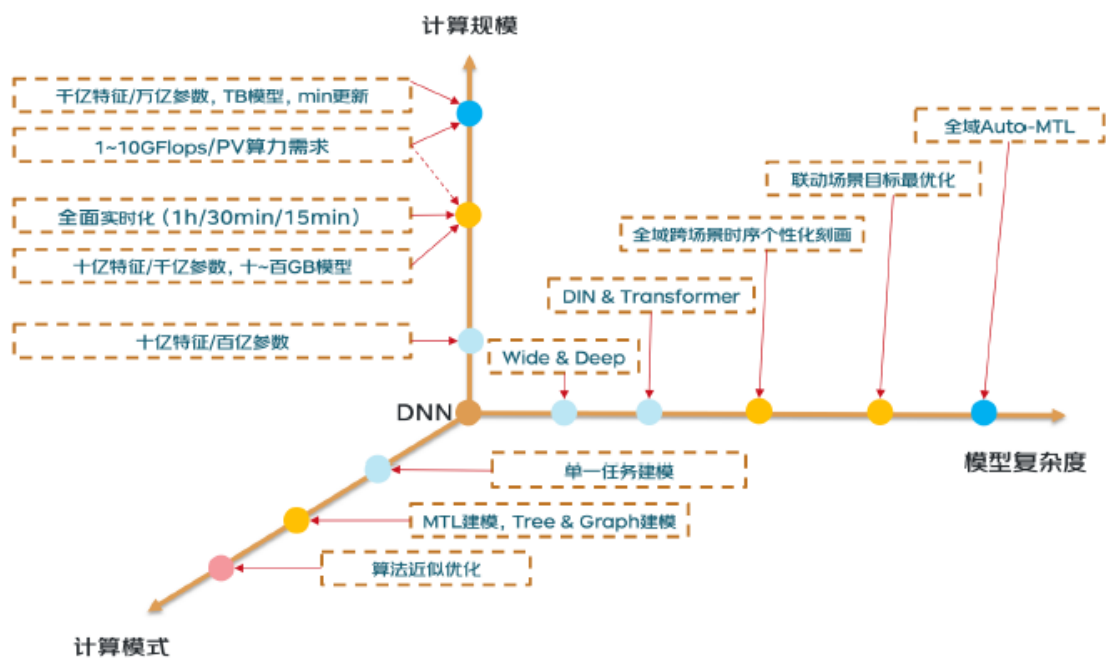 计算规模
千亿特征/万亿参数, TB模型, min更新
1~10GFlops/PV算力需求
全域Auto-MTL
联动场景目标最优化
全面实时化（1h/30min/15min）
全域跨场景时序个性化刻画
十亿特征/千亿参数, 十~百GB模型
DIN & Transformer
十亿特征/百亿参数
Wide & Deep
DNN
模型复杂度
单一任务建模
MTL建模, Tree & Graph建模
算法近似优化
计算模式